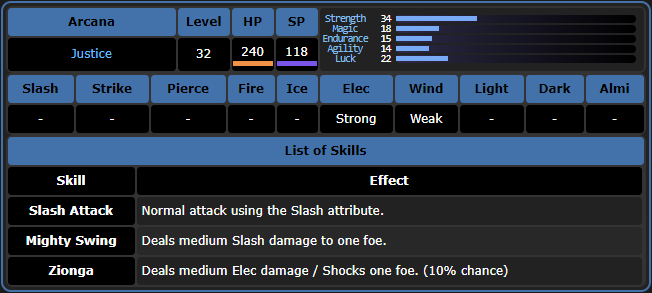 Arcana Level HP SP
Justice 32 240 118
Strength 34
Magic 18
Endurance 15
Agility 14
Luck 22
Slash Strike Pierce Fire Ice Elec Wind Light Dark Almi
- - - - - Strong Weak - - -
List of Skills
Skill Effect
Slash Attack Normal attack using the Slash attribute.
Mighty Swing Deals medium Slash damage to one foe.
Zionga Deals medium Elec damage / Shocks one foe. (10% chance)